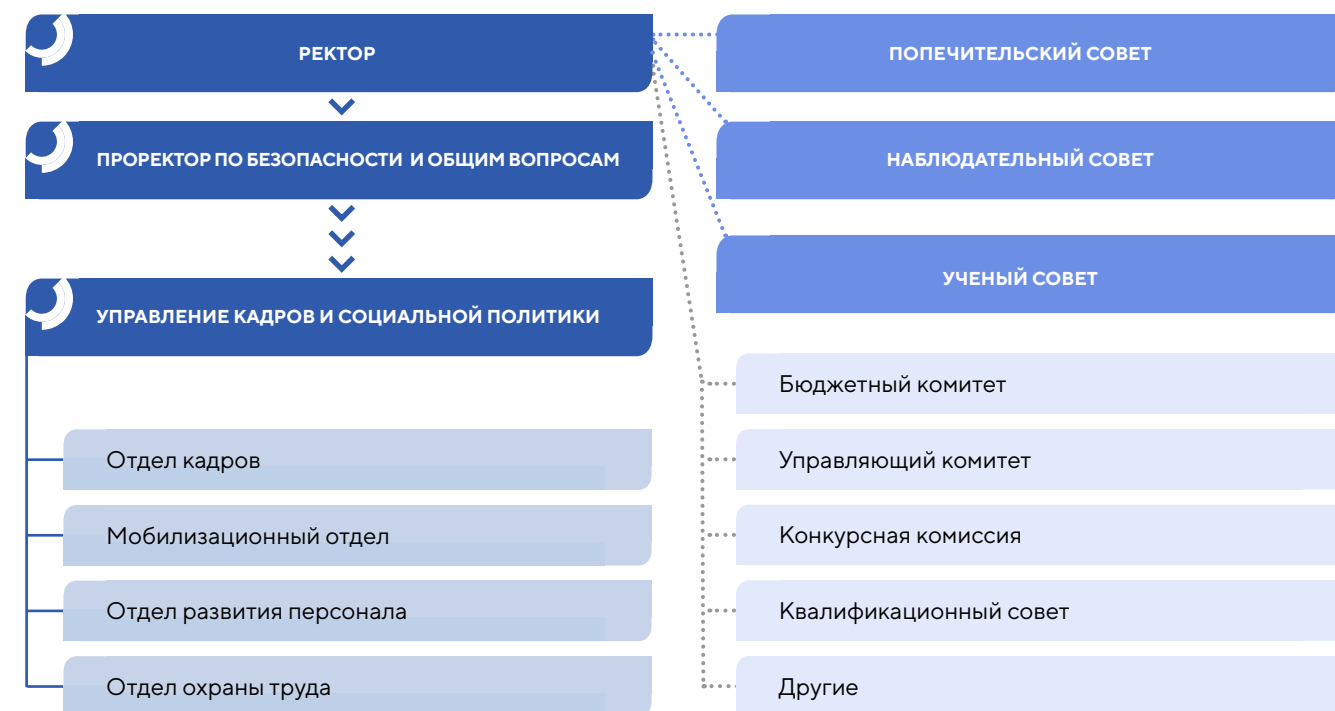 РЕКТОР
ПРОРЕКТОР ПО БЕЗОПАСНОСТИ И ОБЩИМ ВОПРОСАМ
УПРАВЛЕНИЕ КАДРОВ И СОЦИАЛЬНОЙ ПОЛИТИКИ
Отдел кадров
Мобилизационный отдел
Отдел развития персонала
Отдел охраны труда
ПОПЕЧИТЕЛЬСКИЙ СОВЕТ
НАБЛЮДАТЕЛЬНЫЙ СОВЕТ
УЧЕНЫЙ СОВЕТ
Бюджетный комитет
Управляющий комитет
Конкурсная комиссия
Квалификационный совет
Другие